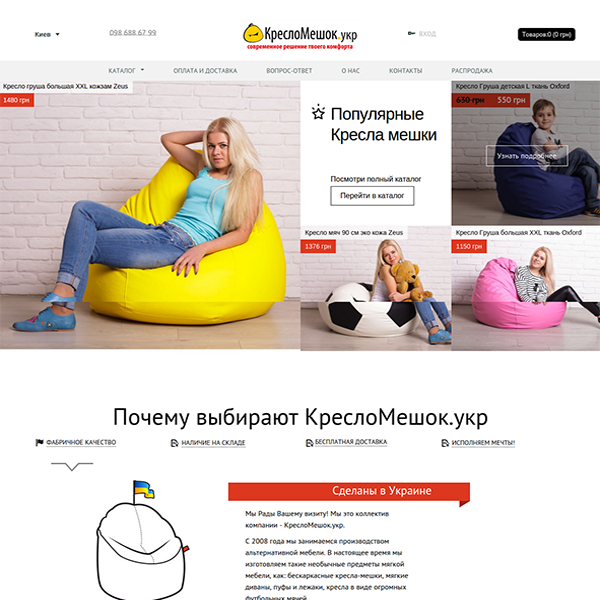 Киев
098 688 67 99
КреслоМешок.укр
современное решение твоего комфорта
ВХОД
Товаров:0 (0 грн)
КАТАЛОГ
ОПЛАТА И ДОСТАВКА
ВОПРОС-ОТВЕТ
О НАС
КОНТАКТЫ
РАСПРОДАЖА
Кресло груша большая XXL кожзам Zeus
1480 грн
Популярные
Кресла мешки
Посмотри полный каталог
Перейти в каталог
Кресло Груша детская L ткань Oxford
630 грн 550 грн
Узнать подробнее
Кресло мяч 90 см эко кожа Zeus
1376 грн
Кресло Груша большая XXL ткань Oxford
1150 грн
Почему выбирают КреслоМешок.укр
ФАБРИЧНОЕ КАЧЕСТВО
НАЛИЧИЕ НА СКЛАДЕ
БЕСПЛАТНАЯ ДОСТАВКА
ИСПОЛНЯЕМ МЕЧТЫ!
Сделаны в Украине
Мы Рады Вашему визиту! Мы это коллектив
компании - КреслоМешок.укр.
С 2008 года мы занимаемся производством
альтернативной мебели. В настоящее время мы
изготовляем такие необычные предметы мягкой
мебели, как: бескаркасные кресла-мешки, мягкие
диваны, пуфы и лежаки, кресла в виде огромных
футбольных мячей